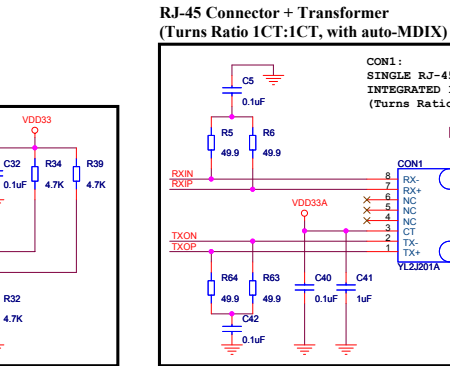 RJ-45 Connector + Transformer
(Turns Ratio 1CT:1CT, with auto-MDIX)
CON1:
SINGLE RJ-45
INTEGRATED
(Turns Ratio
C5
0.1uF
R5
R6
49.9
49.9
RXIN
RXIP
VDD33A
TXON
TXOP
R64
R63
49.9
49.9
C42
0.1uF
C40
C41
0.1uF
1uF
CON1
8
RX-
7
RX+
6
NC
5
NC
4
NC
3
CT
2
TX-
1
TX+
YL2J201A
VDD33
C32
R34
R39
0.1uF
4.7K
4.7K
R32
4.7K